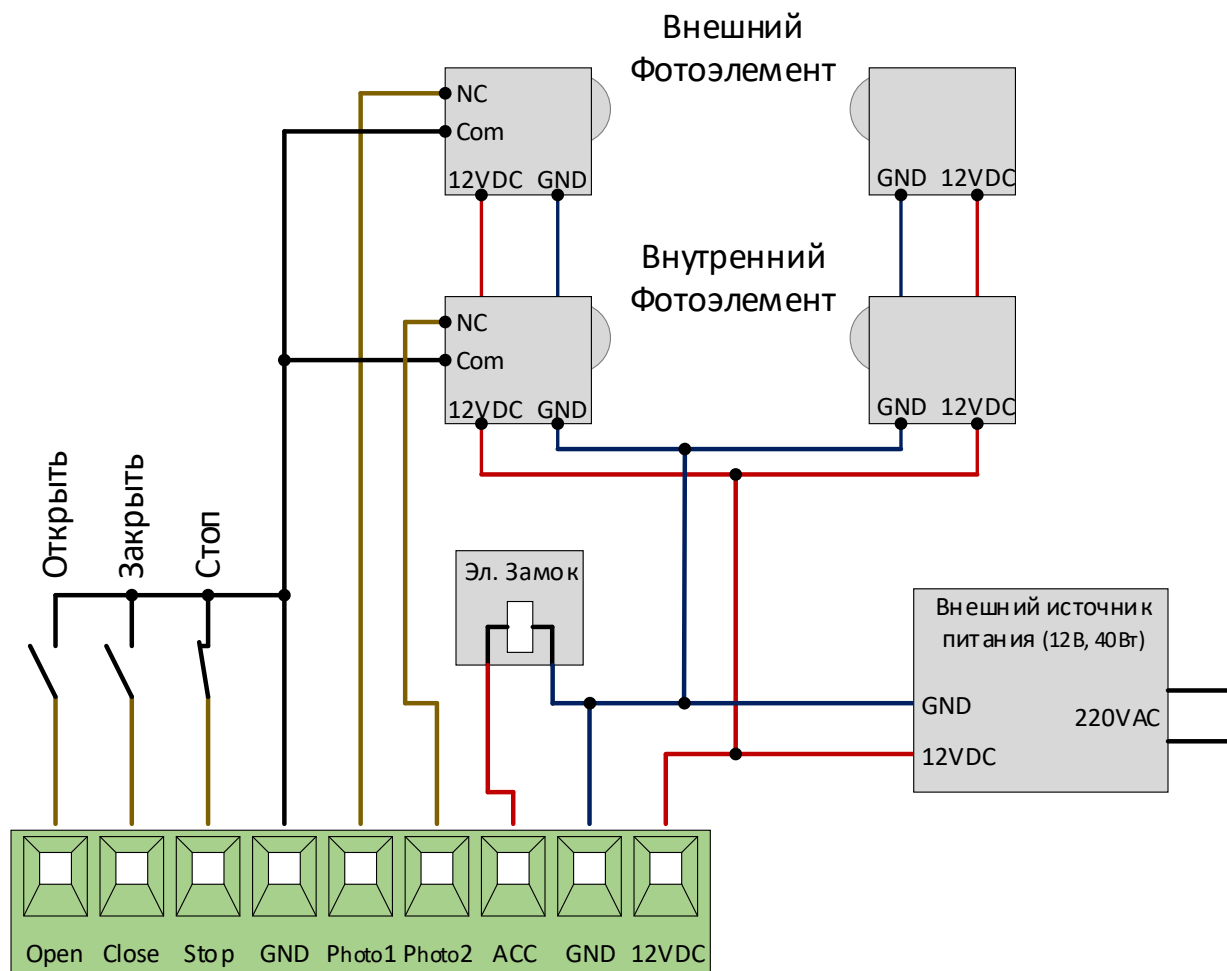 Внешний
Фотоэлемент
NC
Com
12VDC GND
GND 12VDC
Внутренний
Фотоэлемент
NC
Com
12VDC GND
GND 12VDC
Открыть
Закрыть
Стоп
Эл. Замок
Внешний источник
питания (12В, 40Вт)
GND
220VAC
12VDC
Open Close Stop GND Photo1 Photo2 ACC GND 12VDC